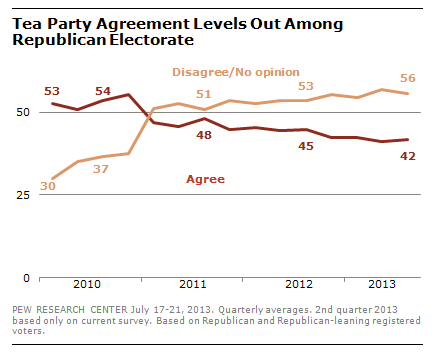 Tea Party Agreement Levels Out Among
Republican Electorate
Disagree/No opinion
53
54
51
53
56
50
48
45
42
37
30
Agree
25
0
2010
2011
2012
2013
PEW RESEARCH CENTER July 17-21, 2013. Quarterly averages. 2nd quarter 2013
based only on current survey. Based on Republican and Republican-leaning registered
voters.